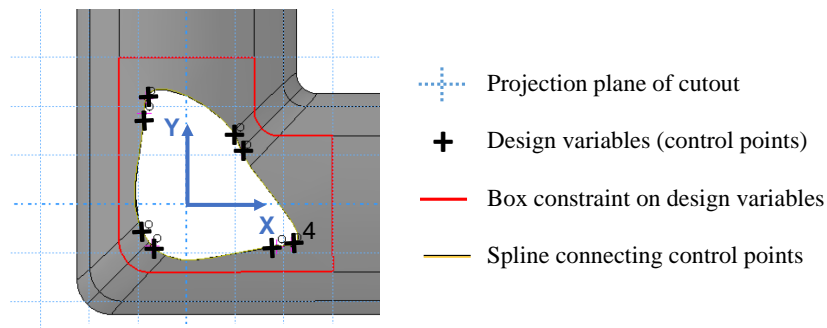 Y
X
4
Projection plane of cutout
Design variables (control points)
Box constraint on design variables
Spline connecting control points